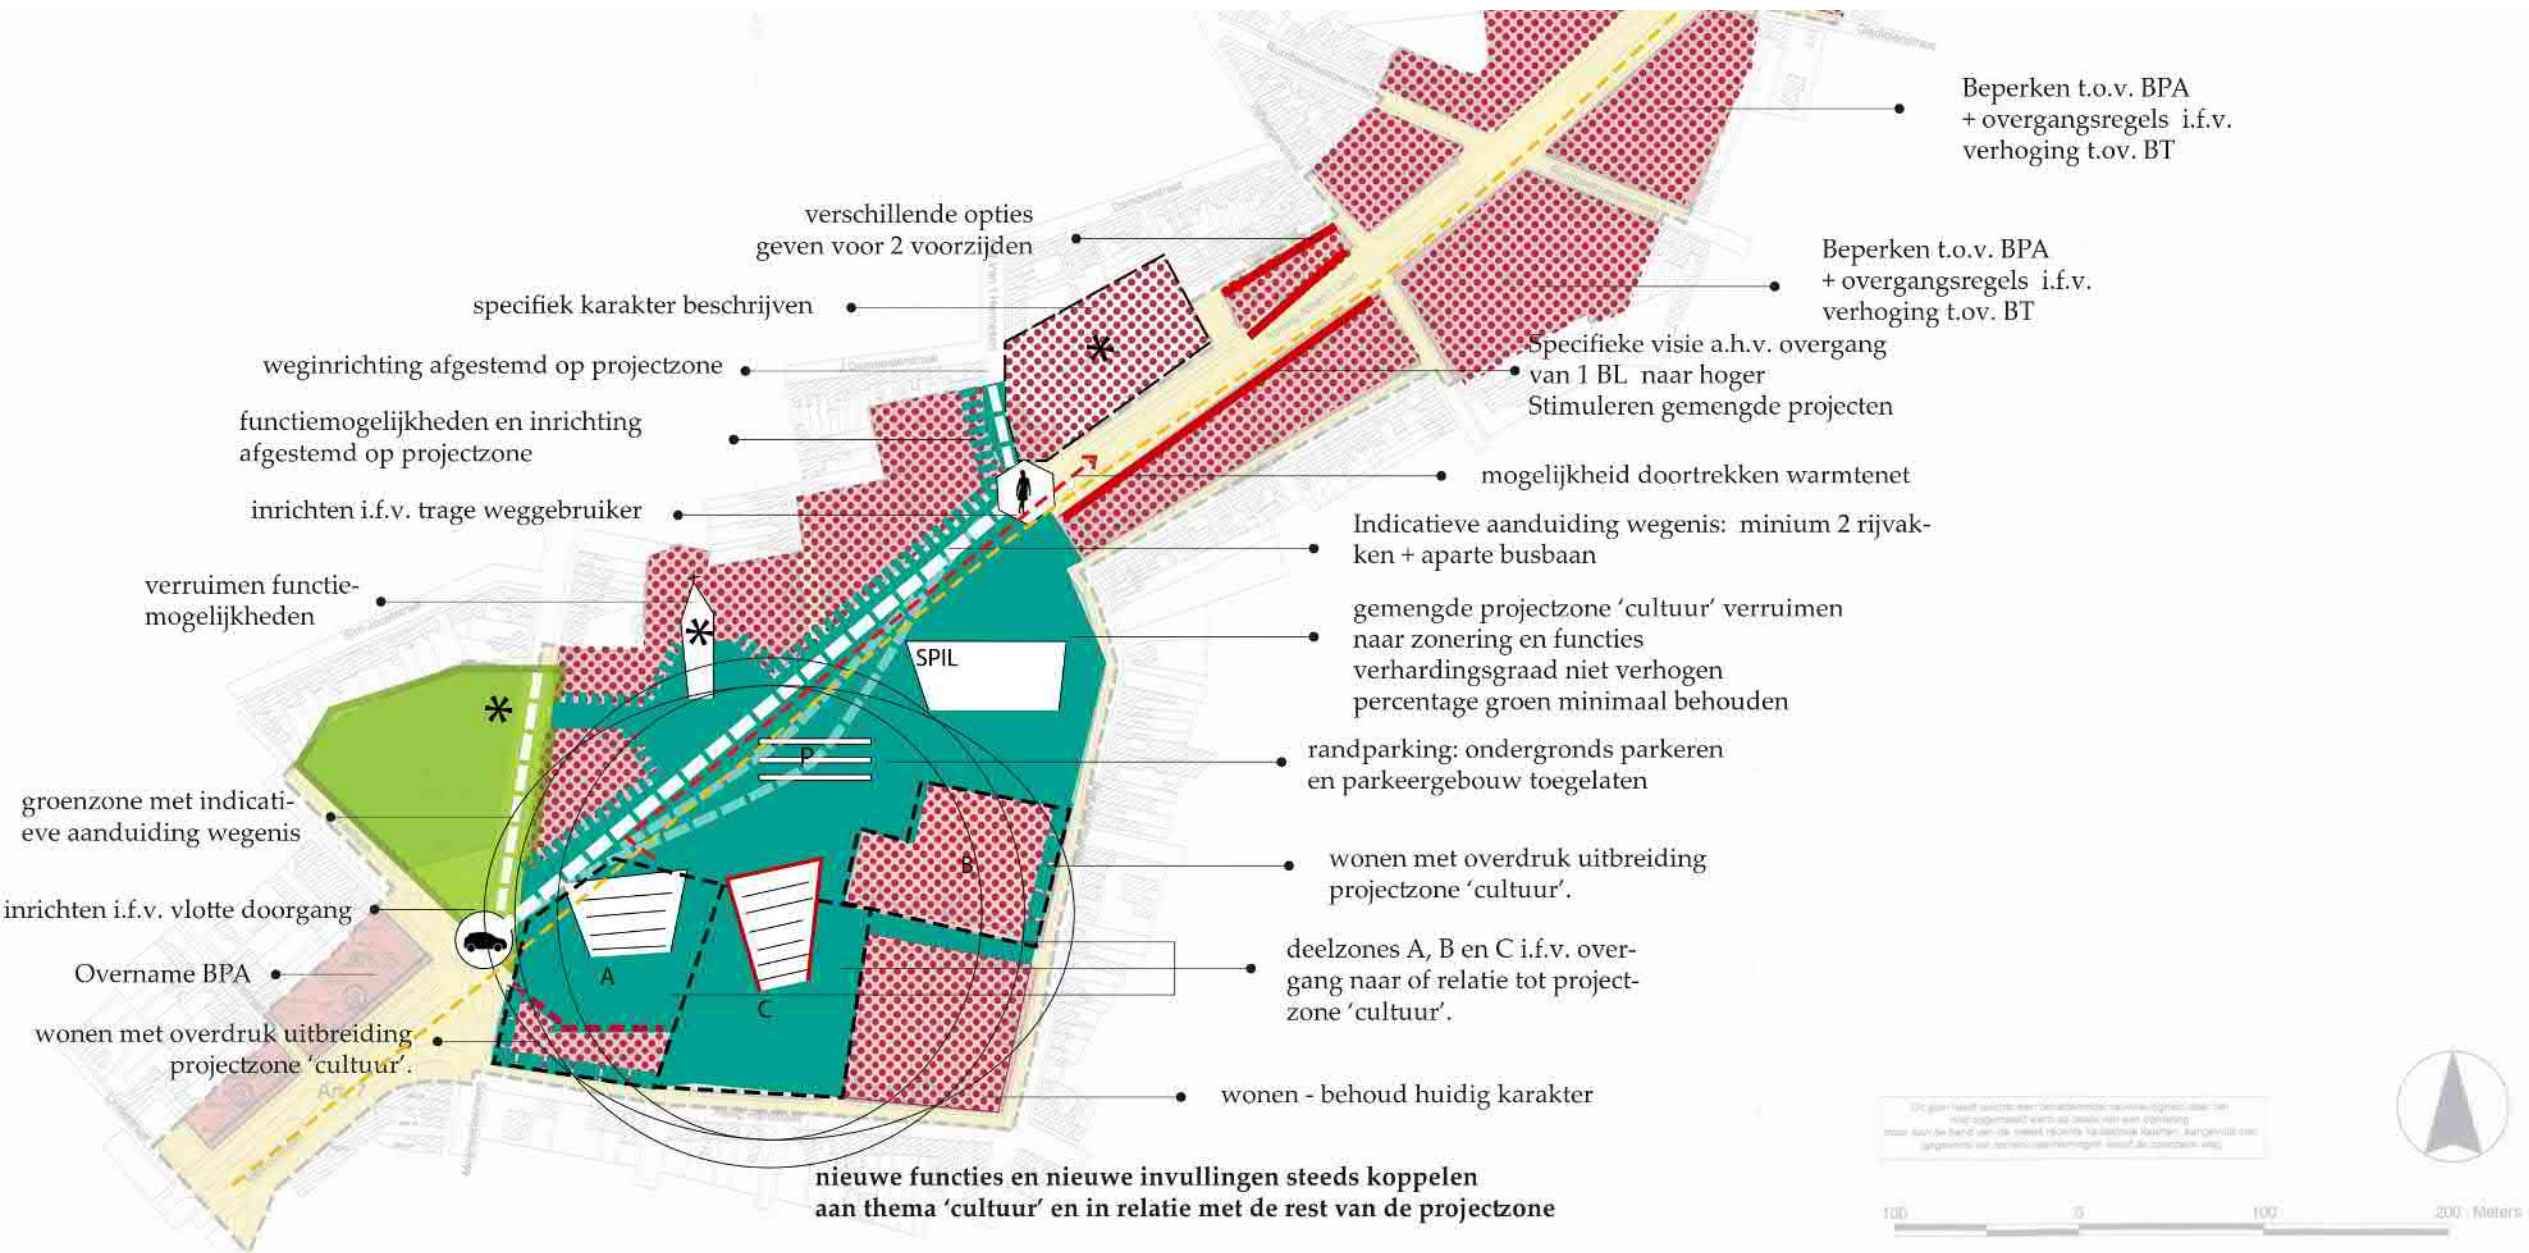 Beperken t.o.v. BPA
+ overgangsregels i.f.v.
verhoging t.ov. BT
verschillende opties
geven voor 2 voorzijden
Beperken t.o.v. BPA
+ overgangsregels i.f.v.
verhoging t.ov. BT
specifiek karakter beschrijven
Specifieke visie a.h.v. overgang
van 1 BL naar hoger
Stimuleren gemengde projecten
weginrichting afgestemd op projectzone
functiemogelijkheden en inrichting
afgestemd op projectzone
mogelijkheid doortrekken warmtenet
inrichten i.f.v. trage weggebruiker
Indicatieve aanduiding wegenis: minium 2 rijvak-
ken + aparte busbaan
verruimen functie-
mogelijkheden
gemengde projectzone ‘cultuur’ verruimen
naar zonering en functies
verhardingsgraad niet verhogen
percentage groen minimaal behouden
SPIL
P
randparking: ondergronds parkeren
en parkeergebouw toegelaten
groenzone met indicati-
eve aanduiding wegenis
B
wonen met overdruk uitbreiding
projectzone ‘cultuur’.
inrichten i.f.v. vlotte doorgang
Overname BPA
A
C
deelzones A, B en C i.f.v. over-
gang naar of relatie tot project-
zone ‘cultuur’.
wonen met overdruk uitbreiding
projectzone ‘cultuur’.
Art. 7
wonen - behoud huidig karakter
nieuwe functies en nieuwe invullingen steeds koppelen
aan thema ‘cultuur’ en in relatie met de rest van de projectzone
100 0 100 200 Meters